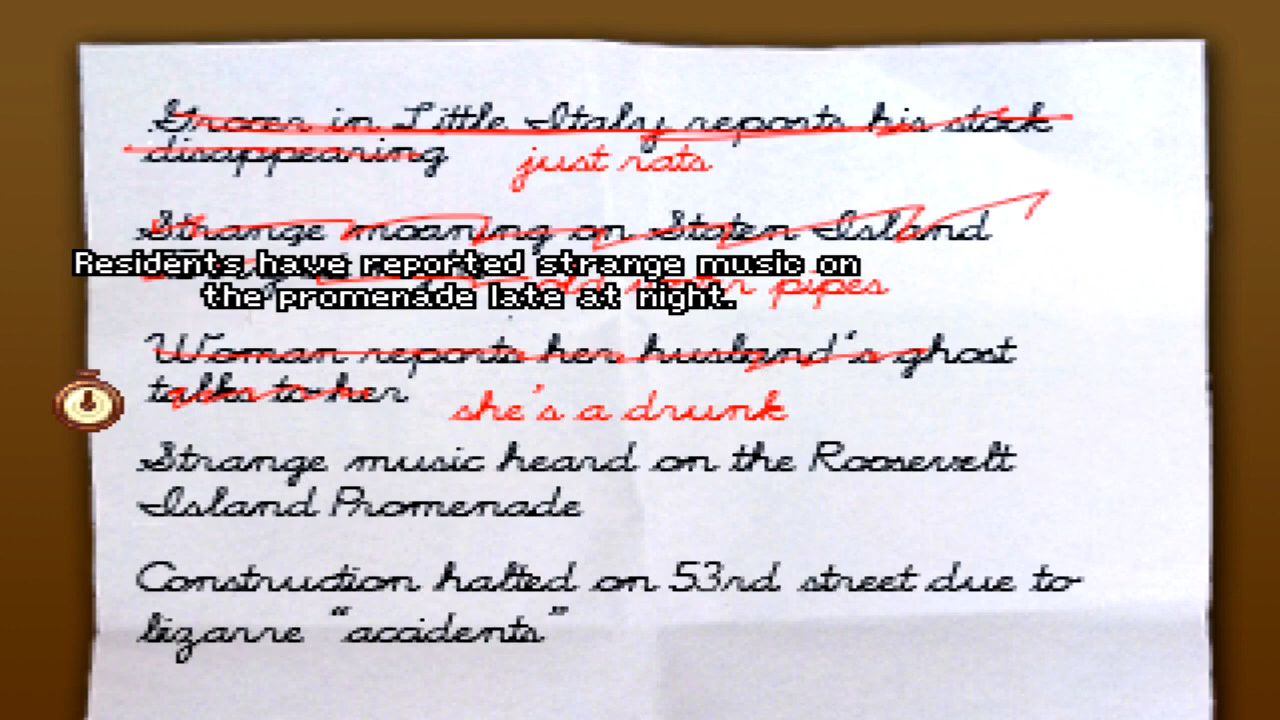 Grocer in Little Italy reports his stock
disappearing just rats
Strange moaning on Staten Island
Residents have reported strange music on
the promenade late at night.
pipes
Woman reports her husband's ghost
talks to her she's a drunk
Strange music heard on the Roosevelt
Island Promenade
Construction halted on 53rd street due to
bizarre "accidents"